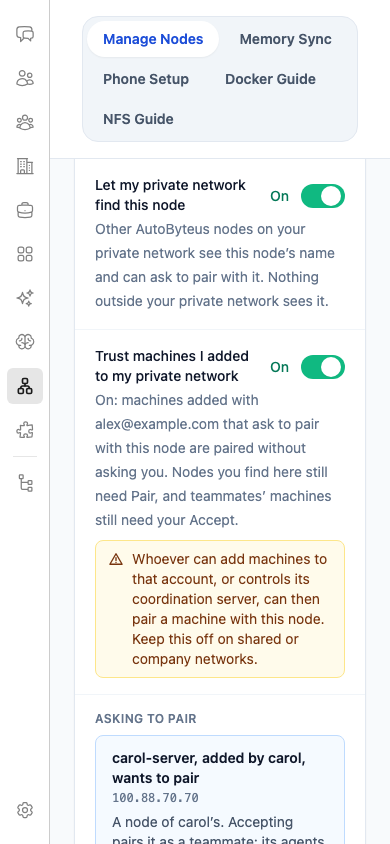 Manage Nodes
Memory Sync
Phone Setup
Docker Guide
NFS Guide
Let my private network
find this node
On
Other AutoByteus nodes on your
private network see this node’s name
and can ask to pair with it. Nothing
outside your private network sees it.
Trust machines I added
to my private network
On
On: machines added with
alex@example.com that ask to pair
with this node are paired without
asking you. Nodes you find here still
need Pair, and teammates’ machines
still need your Accept.
Whoever can add machines to
that account, or controls its
coordination server, can then
pair a machine with this node.
Keep this off on shared or
company networks.
ASKING TO PAIR
carol-server, added by carol,
wants to pair
100.88.70.70
A node of carol’s. Accepting
pairs it as a teammate: its agents